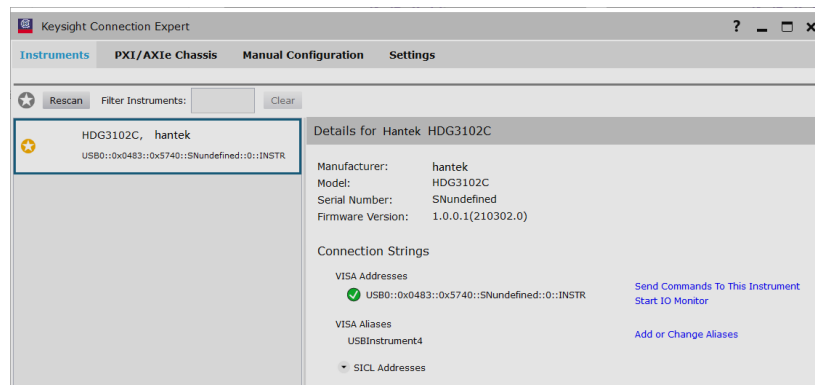 Keysight Connection Expert
?
Instruments PXI/AXIe Chassis Manual Configuration Settings
Rescan Filter Instruments: Clear
HDG3102C, hantek
USB0::0x0483::0x5740::SNundefined::0::INSTR
Details for Hantek HDG3102C
Manufacturer: hantek
Model: HDG3102C
Serial Number: SNundefined
Firmware Version: 1.0.0.1(210302.0)
Connection Strings
VISA Addresses
USB0::0x0483::0x5740::SNundefined::0::INSTR
Send Commands To This Instrument
Start IO Monitor
VISA Aliases
USBInstrument4
Add or Change Aliases
SICL Addresses